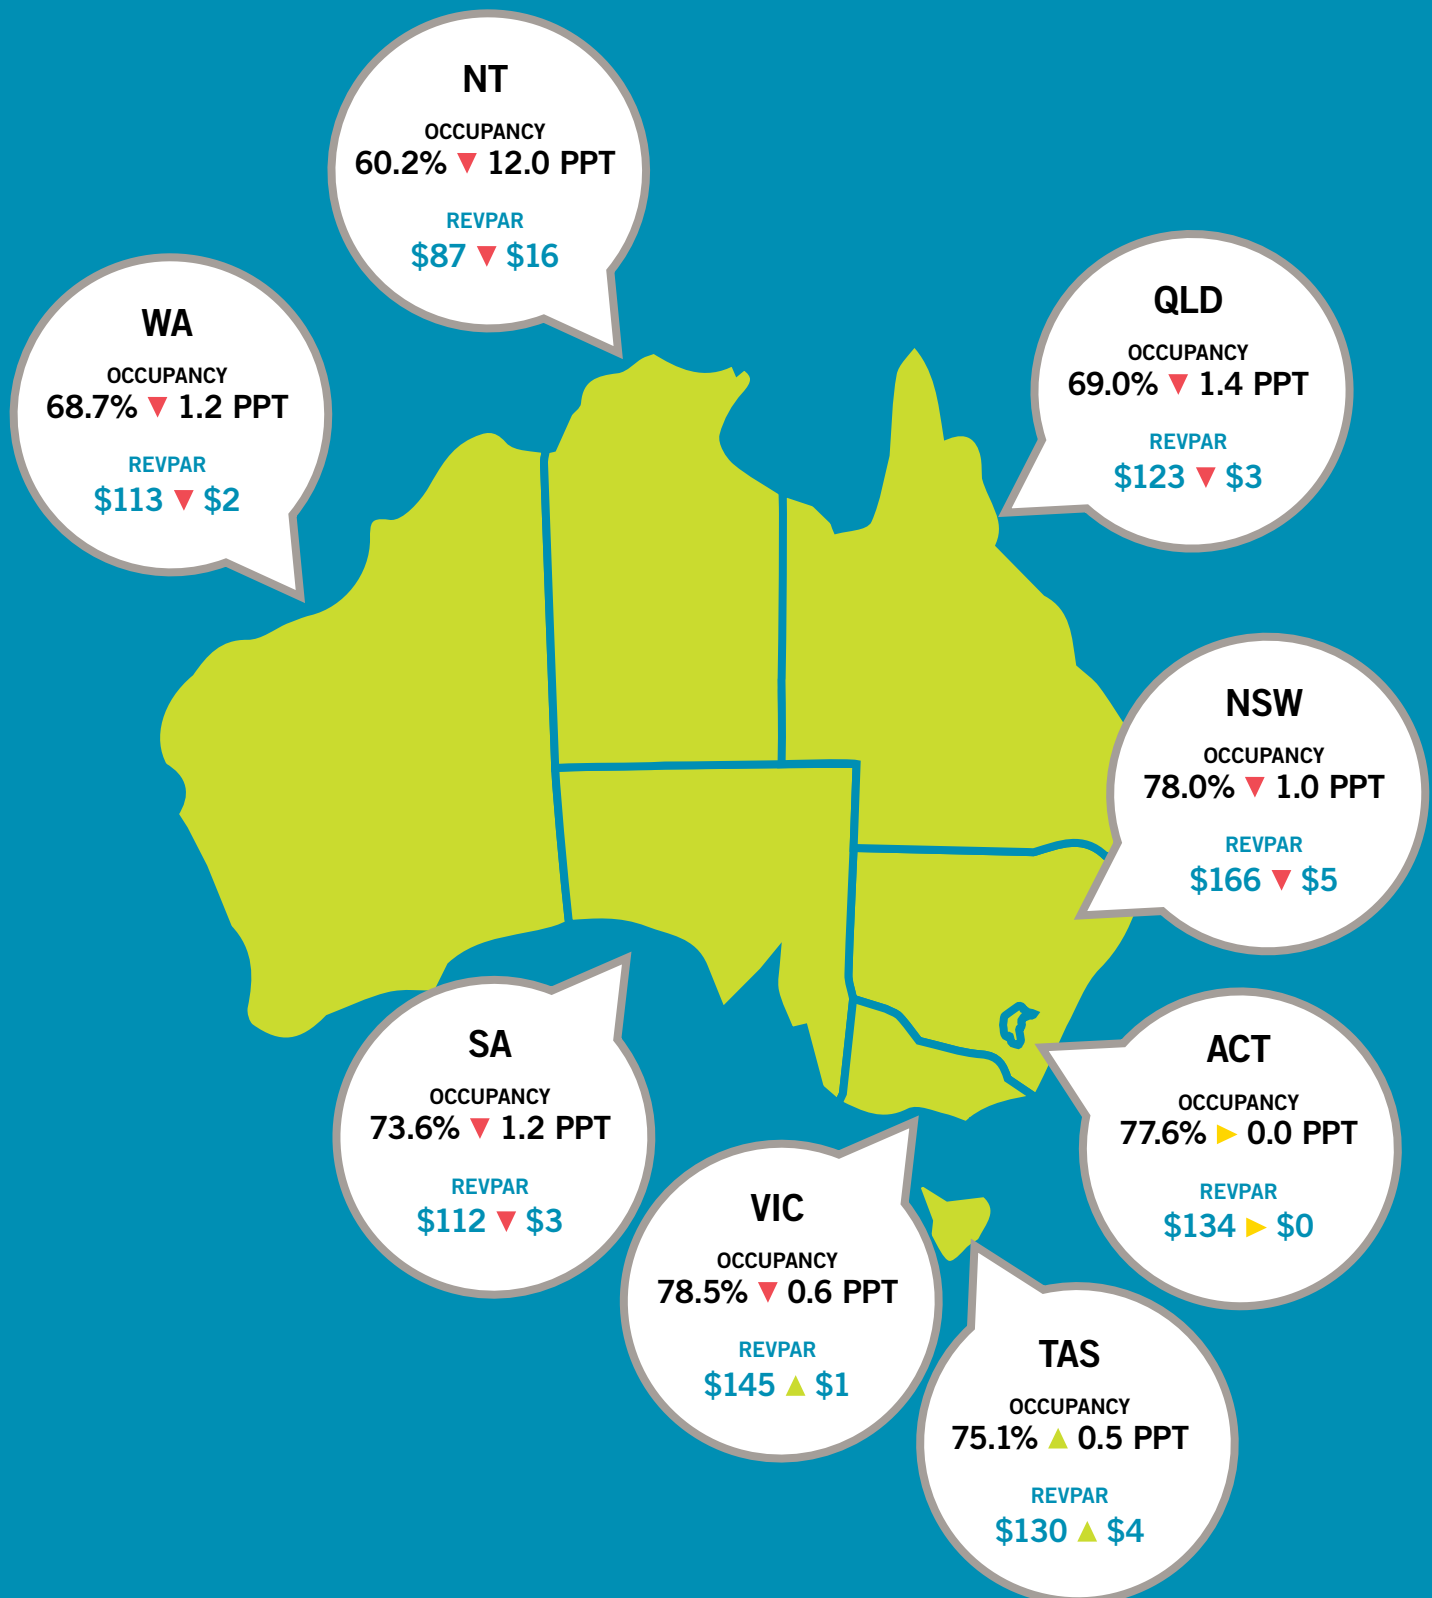 NT
OCCUPANCY
60.2% ▼ 12.0 PPT
REVPAR
$87 ▼ $16
WA
OCCUPANCY
68.7% ▼ 1.2 PPT
REVPAR
$113 ▼ $2
QLD
OCCUPANCY
69.0% ▼ 1.4 PPT
REVPAR
$123 ▼ $3
NSW
OCCUPANCY
78.0% ▼ 1.0 PPT
REVPAR
$166 ▼ $5
SA
OCCUPANCY
73.6% ▼ 1.2 PPT
REVPAR
$112 ▼ $3
ACT
OCCUPANCY
77.6% ▶ 0.0 PPT
REVPAR
$134 ▶ $0
VIC
OCCUPANCY
78.5% ▼ 0.6 PPT
REVPAR
$145 ▲ $1
TAS
OCCUPANCY
75.1% ▲ 0.5 PPT
REVPAR
$130 ▲ $4